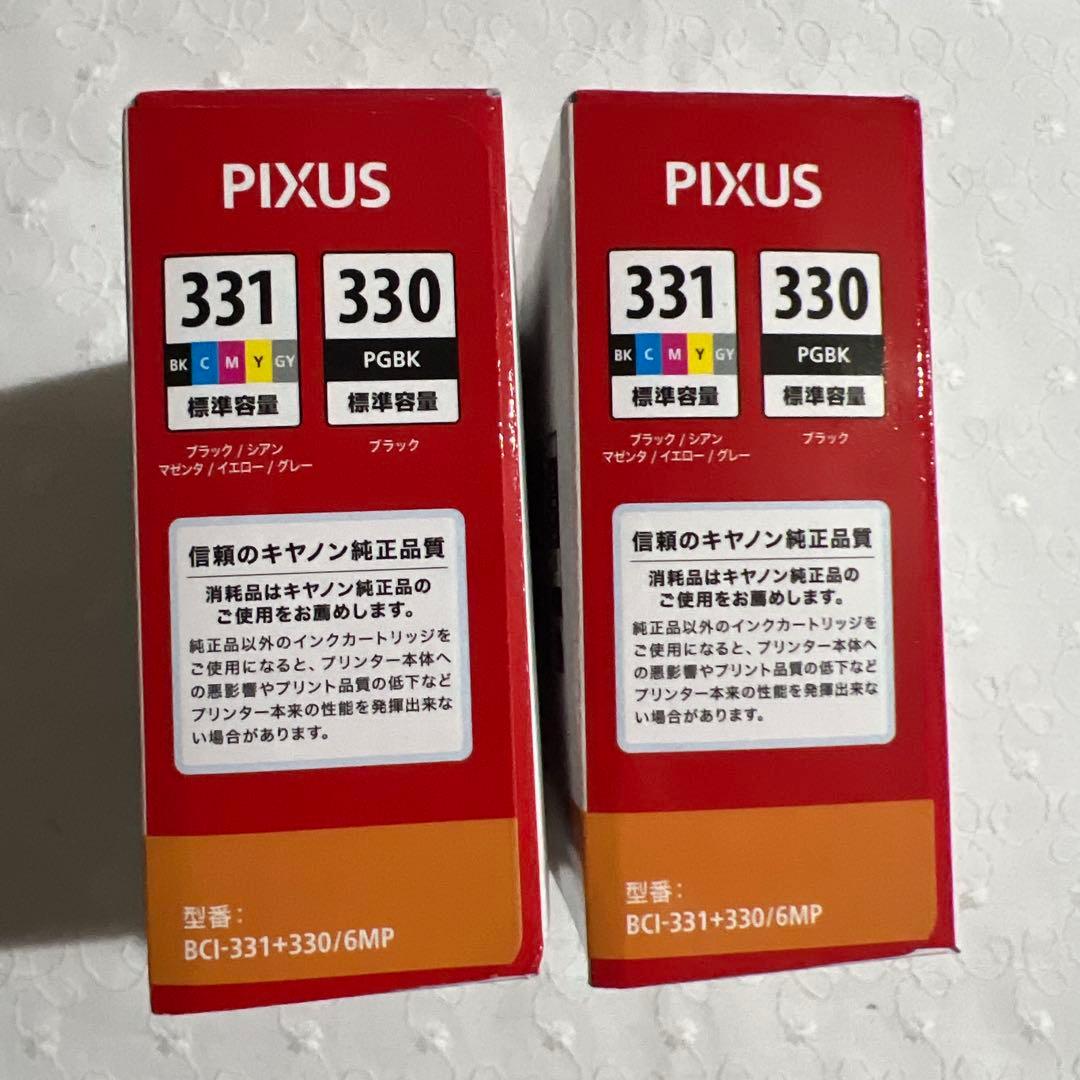 PIXUS
331
BK C M Y GY
標準容量
ブラック / シアン
マゼンタ / イエロー / グレー
330
PGBK
標準容量
ブラック
信頼のキヤノン純正品質
消耗品はキヤノン純正品の
ご使用をお薦めします。
純正品以外のインクカートリッジを
ご使用になると、プリンター本体へ
の悪影響やプリント品質の低下など
プリンター本来の性能を発揮出来な
い場合があります。
型番:
BCI-331+330/6MP
PIXUS
331
BK C M Y GY
標準容量
ブラック / シアン
マゼンタ / イエロー / グレー
330
PGBK
標準容量
ブラック
信頼のキヤノン純正品質
消耗品はキヤノン純正品の
ご使用をお薦めします。
純正品以外のインクカートリッジを
ご使用になると、プリンター本体へ
の悪影響やプリント品質の低下など
プリンター本来の性能を発揮出来な
い場合があります。
型番:
BCI-331+330/6MP